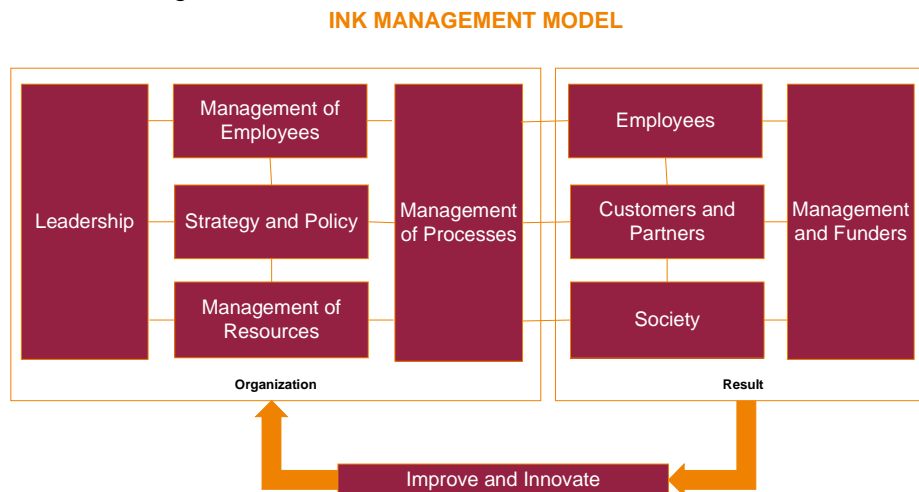 INK MANAGEMENT MODEL
Leadership
Management of
Employees
Strategy and Policy
Management of
Resources
Management
of Processes
Organization
Employees
Customers and
Partners
Society
Management
and Funders
Result
Improve and Innovate